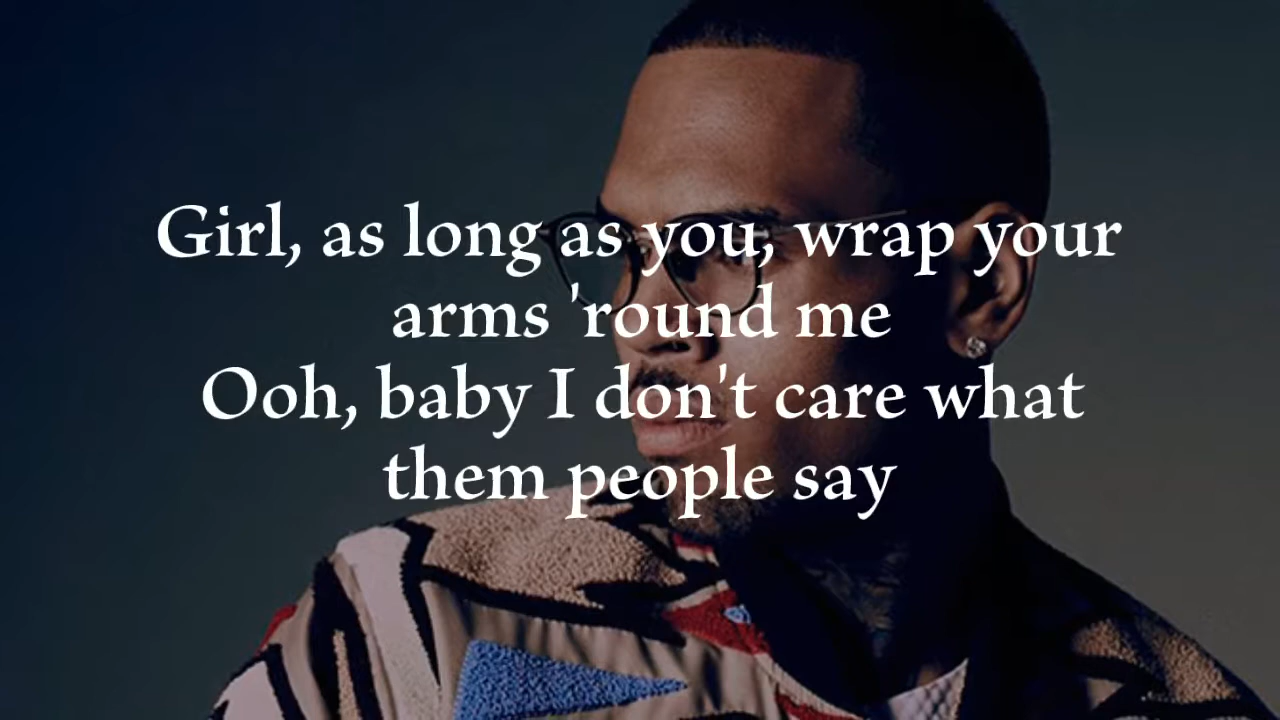 Girl, as long as you, wrap your
arms 'round me
Ooh, baby I don't care what
them people say